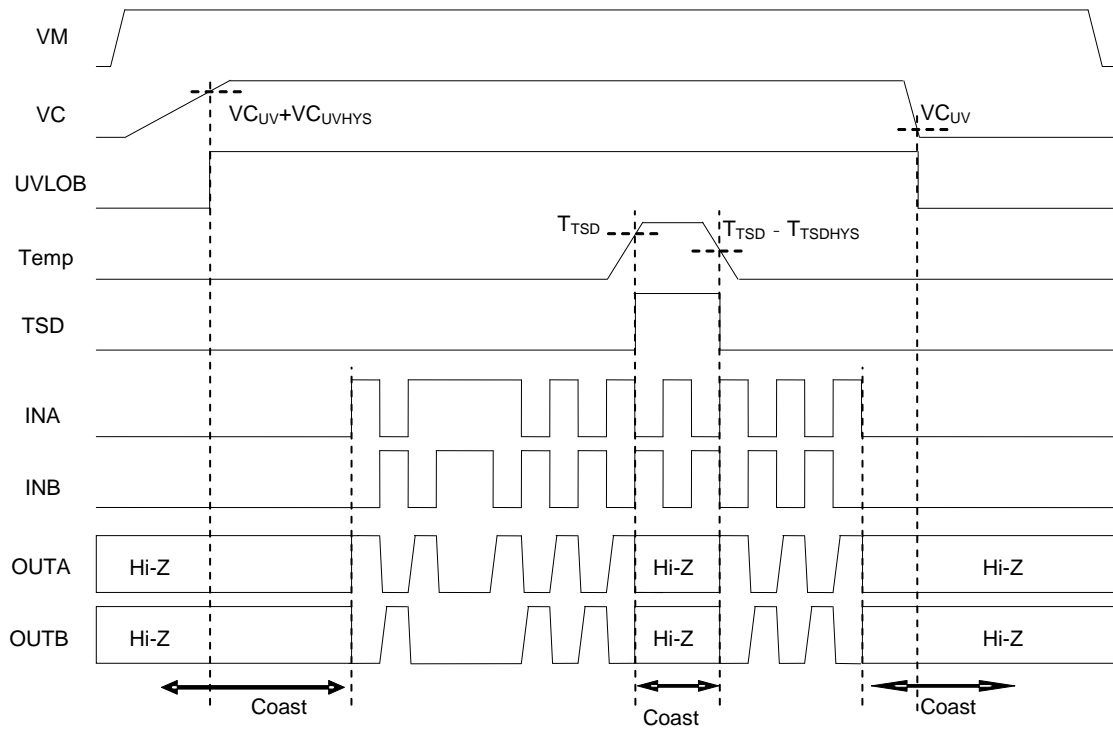 VM
VC
VCUV+VCUVHYS
VCUV
UVLOB
TTSD
TTSD - TTSDHYS
Temp
TSD
INA
INB
OUTA
Hi-Z
Hi-Z
Hi-Z
OUTB
Hi-Z
Hi-Z
Hi-Z
Coast
Coast
Coast